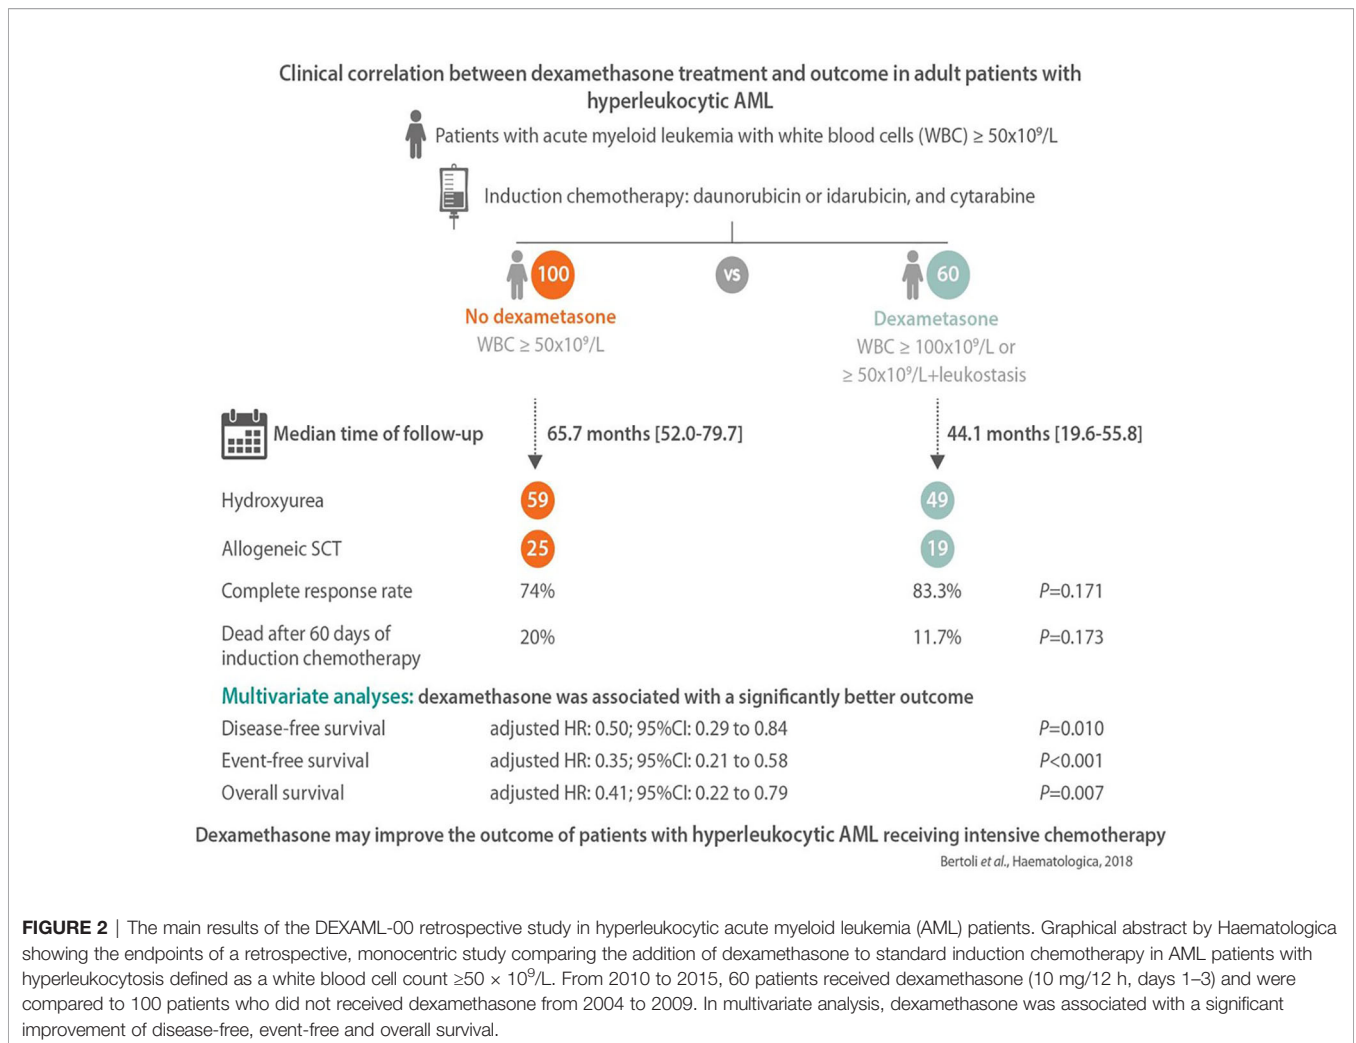 Clinical correlation between dexamethasone treatment and outcome in adult patients with
hyperleukocytic AML
Patients with acute myeloid leukemia with white blood cells (WBC) ≥ 50x10⁹/L
Induction chemotherapy: daunorubicin or idarubicin, and cytarabine
100
vs
60
No dexametasone
Dexametasone
WBC ≥ 50x10⁹/L
WBC ≥ 100x10⁹/L or
≥ 50x10⁹/L+leukostasis
Median time of follow-up
65.7 months [52.0-79.7]
44.1 months [19.6-55.8]
Hydroxyurea 59 49
Allogeneic SCT 25 19
Complete response rate 74% 83.3% P=0.171
Dead after 60 days of
induction chemotherapy 20% 11.7% P=0.173
Multivariate analyses: dexamethasone was associated with a significantly better outcome
Disease-free survival adjusted HR: 0.50; 95%CI: 0.29 to 0.84 P=0.010
Event-free survival adjusted HR: 0.35; 95%CI: 0.21 to 0.58 P<0.001
Overall survival adjusted HR: 0.41; 95%CI: 0.22 to 0.79 P=0.007
Dexamethasone may improve the outcome of patients with hyperleukocytic AML receiving intensive chemotherapy
Bertoli et al., Haematologica, 2018
FIGURE 2 | The main results of the DEXAML-00 retrospective study in hyperleukocytic acute myeloid leukemia (AML) patients. Graphical abstract by Haematologica
showing the endpoints of a retrospective, monocentric study comparing the addition of dexamethasone to standard induction chemotherapy in AML patients with
hyperleukocytosis defined as a white blood cell count ≥50 × 10⁹/L. From 2010 to 2015, 60 patients received dexamethasone (10 mg/12 h, days 1–3) and were
compared to 100 patients who did not received dexamethasone from 2004 to 2009. In multivariate analysis, dexamethasone was associated with a significant
improvement of disease-free, event-free and overall survival.